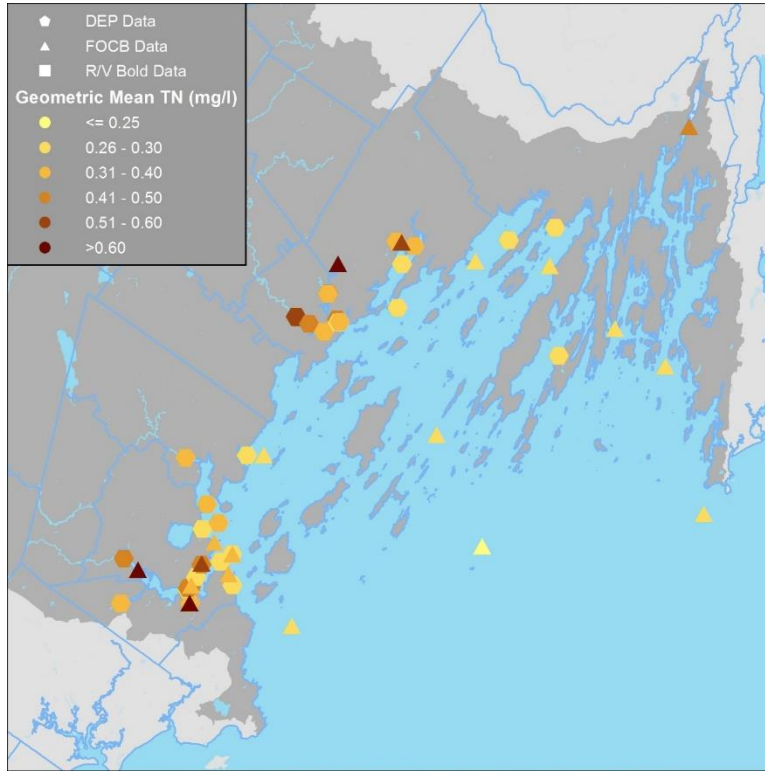 DEP Data
FOCB Data
R/V Bold Data
Geometric Mean TN (mg/l)
<= 0.25
0.26 - 0.30
0.31 - 0.40
0.41 - 0.50
0.51 - 0.60
>0.60